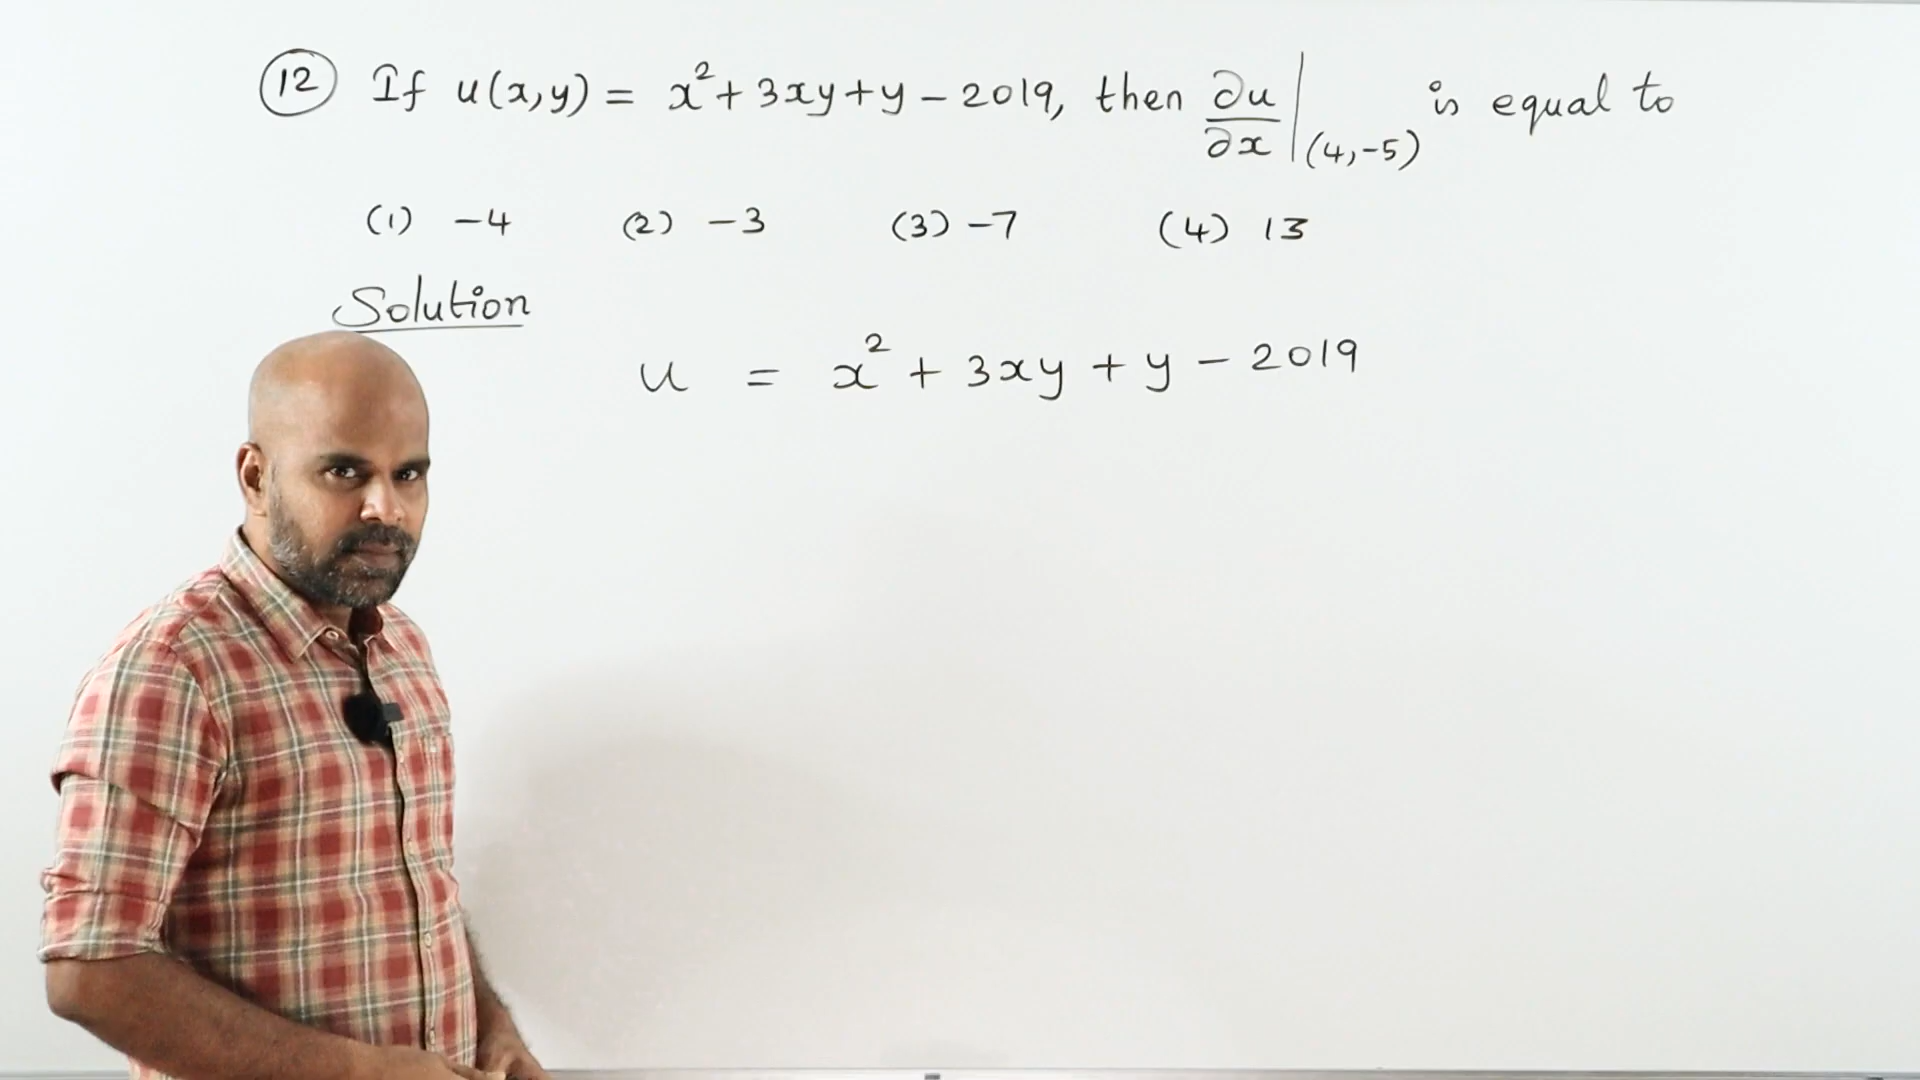 (12) If u(x,y) = x² + 3xy + y − 2019, then ∂u/∂x |(4,−5) is equal to
(1) −4 (2) −3 (3) −7 (4) 13
Solution
u = x² + 3xy + y − 2019